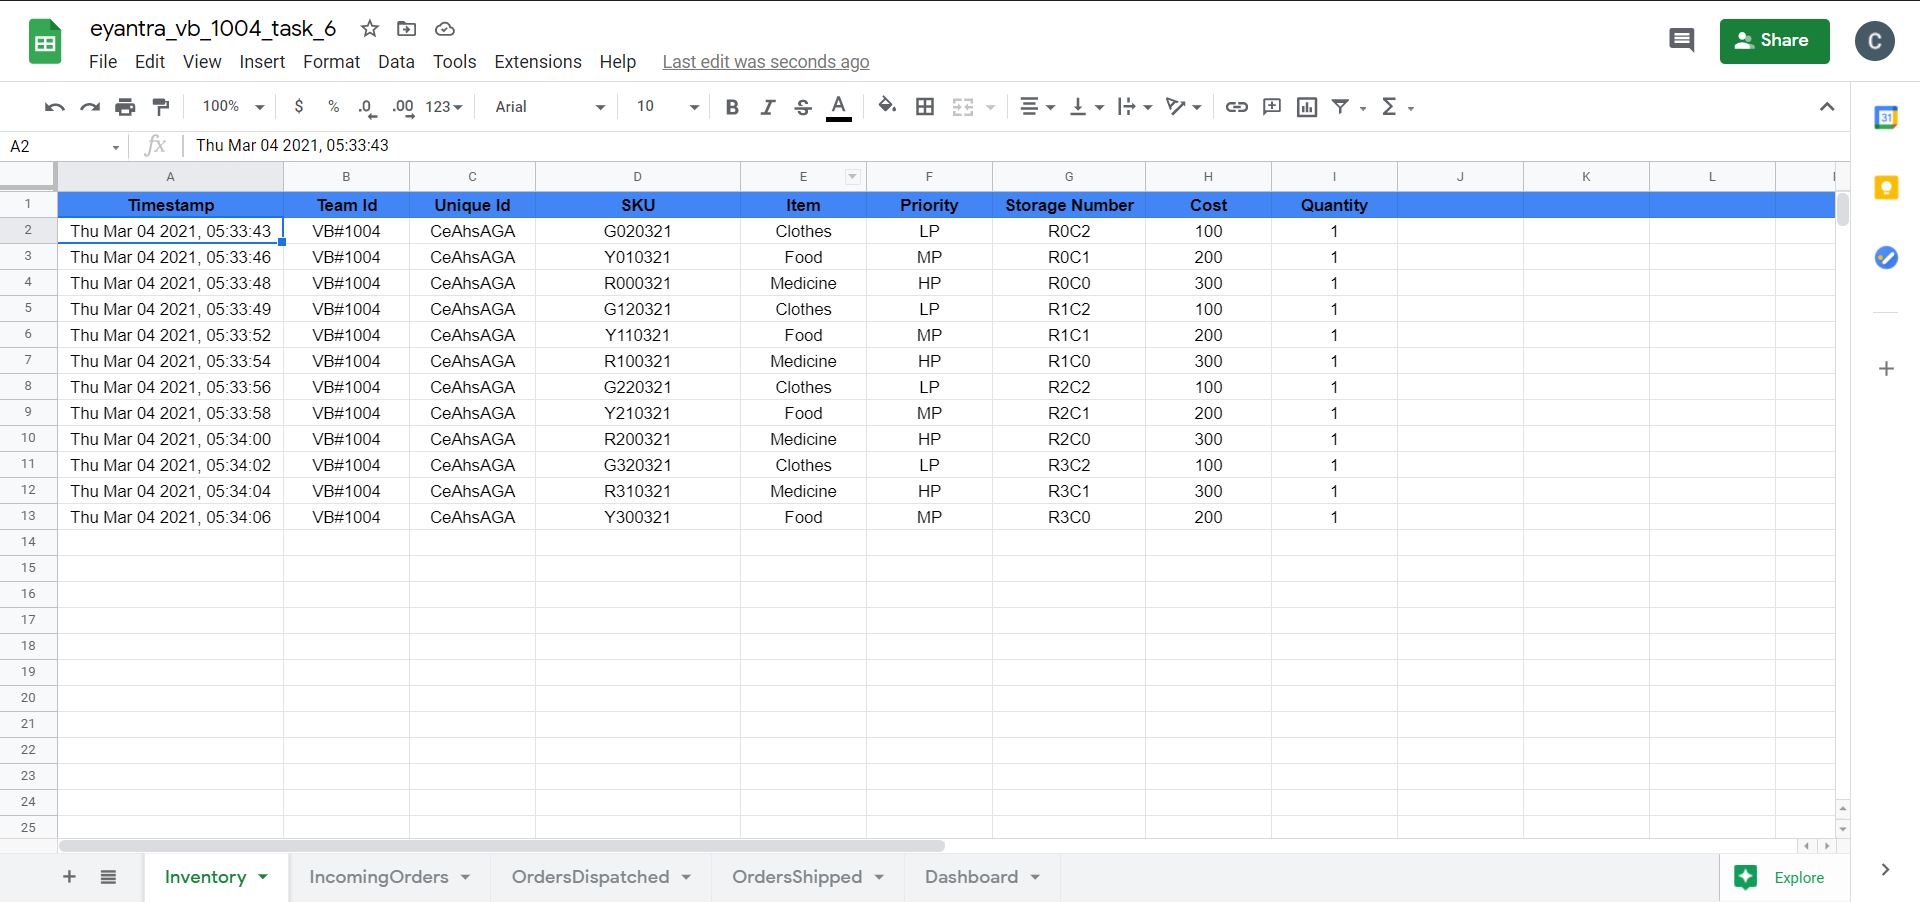 eyantra_vb_1004_task_6
File Edit View Insert Format Data Tools Extensions Help Last edit was seconds ago
Share
C
100% $ % .0 .00 123 Arial 10 B I S A Σ
31
A2 fx Thu Mar 04 2021, 05:33:43
A B C D E F G H I J K L
1 Timestamp Team Id Unique Id SKU Item Priority Storage Number Cost Quantity
2 Thu Mar 04 2021, 05:33:43 VB#1004 CeAhsAGA G020321 Clothes LP R0C2 100 1
3 Thu Mar 04 2021, 05:33:46 VB#1004 CeAhsAGA Y010321 Food MP R0C1 200 1
4 Thu Mar 04 2021, 05:33:48 VB#1004 CeAhsAGA R000321 Medicine HP R0C0 300 1
5 Thu Mar 04 2021, 05:33:49 VB#1004 CeAhsAGA G120321 Clothes LP R1C2 100 1
6 Thu Mar 04 2021, 05:33:52 VB#1004 CeAhsAGA Y110321 Food MP R1C1 200 1
7 Thu Mar 04 2021, 05:33:54 VB#1004 CeAhsAGA R100321 Medicine HP R1C0 300 1
8 Thu Mar 04 2021, 05:33:56 VB#1004 CeAhsAGA G220321 Clothes LP R2C2 100 1
9 Thu Mar 04 2021, 05:33:58 VB#1004 CeAhsAGA Y210321 Food MP R2C1 200 1
10 Thu Mar 04 2021, 05:34:00 VB#1004 CeAhsAGA R200321 Medicine HP R2C0 300 1
11 Thu Mar 04 2021, 05:34:02 VB#1004 CeAhsAGA G320321 Clothes LP R3C2 100 1
12 Thu Mar 04 2021, 05:34:04 VB#1004 CeAhsAGA R310321 Medicine HP R3C1 300 1
13 Thu Mar 04 2021, 05:34:06 VB#1004 CeAhsAGA Y300321 Food MP R3C0 200 1
14
15
16
17
18
19
20
21
22
23
24
25
Inventory IncomingOrders OrdersDispatched OrdersShipped Dashboard Explore